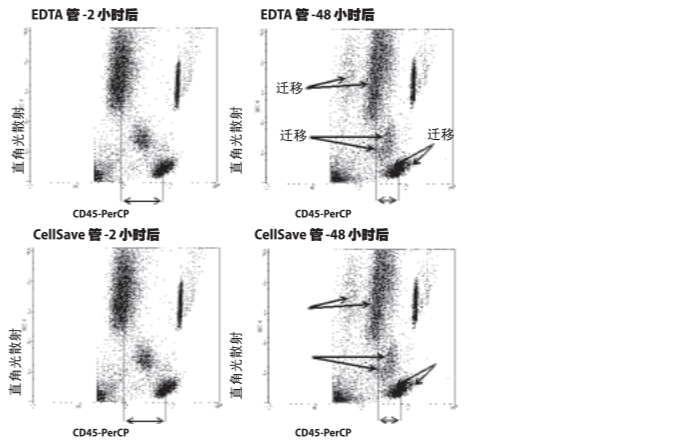 EDTA 管 -2 小时后
EDTA 管 -48 小时后
直角光散射
迁移
迁移
迁移
直角光散射
CD45-PerCP
CD45-PerCP
CellSave 管 -2 小时后
CellSave 管 -48 小时后
直角光散射
直角光散射
CD45-PerCP
CD45-PerCP